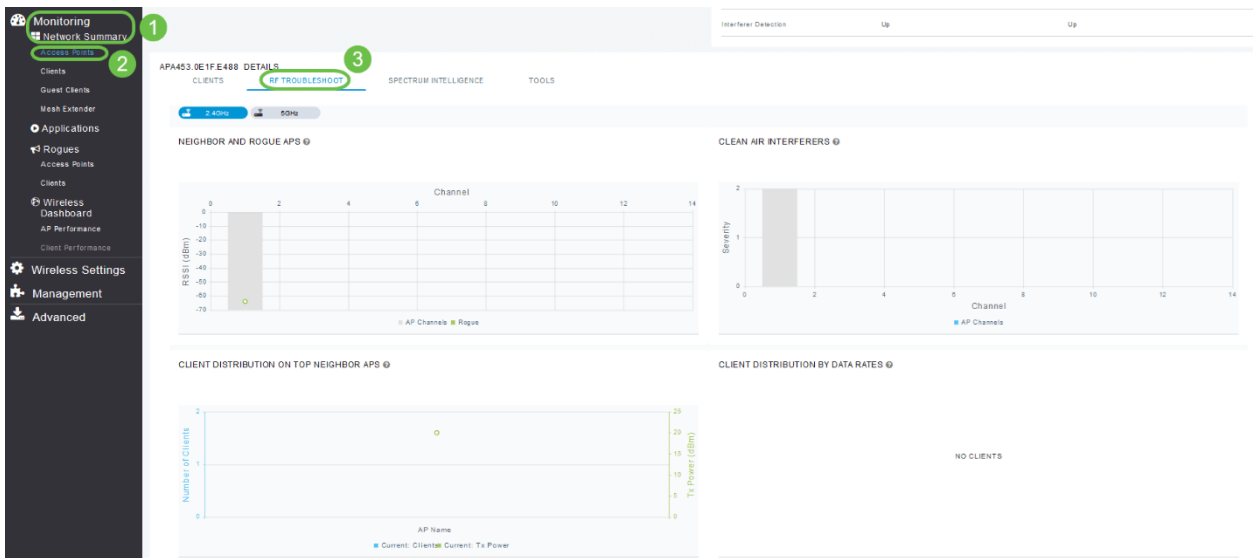 Monitoring
1
Network Summary
Access Points
2
Clients
Guest Clients
Mesh Extender
Applications
Rogues
Access Points
Clients
Wireless
Dashboard
AP Performance
Client Performance
Wireless Settings
Management
Advanced
Interferer Detection Up Up
3
APA453.0E1F.E488 DETAILS
CLIENTS RF TROUBLESHOOT SPECTRUM INTELLIGENCE TOOLS
2.4GHz 5GHz
NEIGHBOR AND ROGUE APS
Channel
0 2 4 6 8 10 12 14
0
-10
-20
-30
-40
-50
-60
-70
RSSI (dBm)
AP Channels Rogue
CLEAN AIR INTERFERERS
2
1
0
Severity
0 2 4 6 8 10 12 14
Channel
AP Channels
CLIENT DISTRIBUTION ON TOP NEIGHBOR APS
2
1
0
Number of Clients
25
20
15
10
5
0
Tx Power (dBm)
AP Name
Current: Clients Current: Tx Power
CLIENT DISTRIBUTION BY DATA RATES
NO CLIENTS